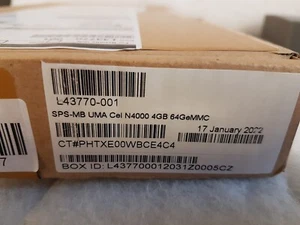 L43770-001
SPS-MB UMA Cel N4000 4GB 64GeMMC
17 January 2022
CT#PHTXE00WBCE4C4
BOX ID: L437700012031Z0005CZ